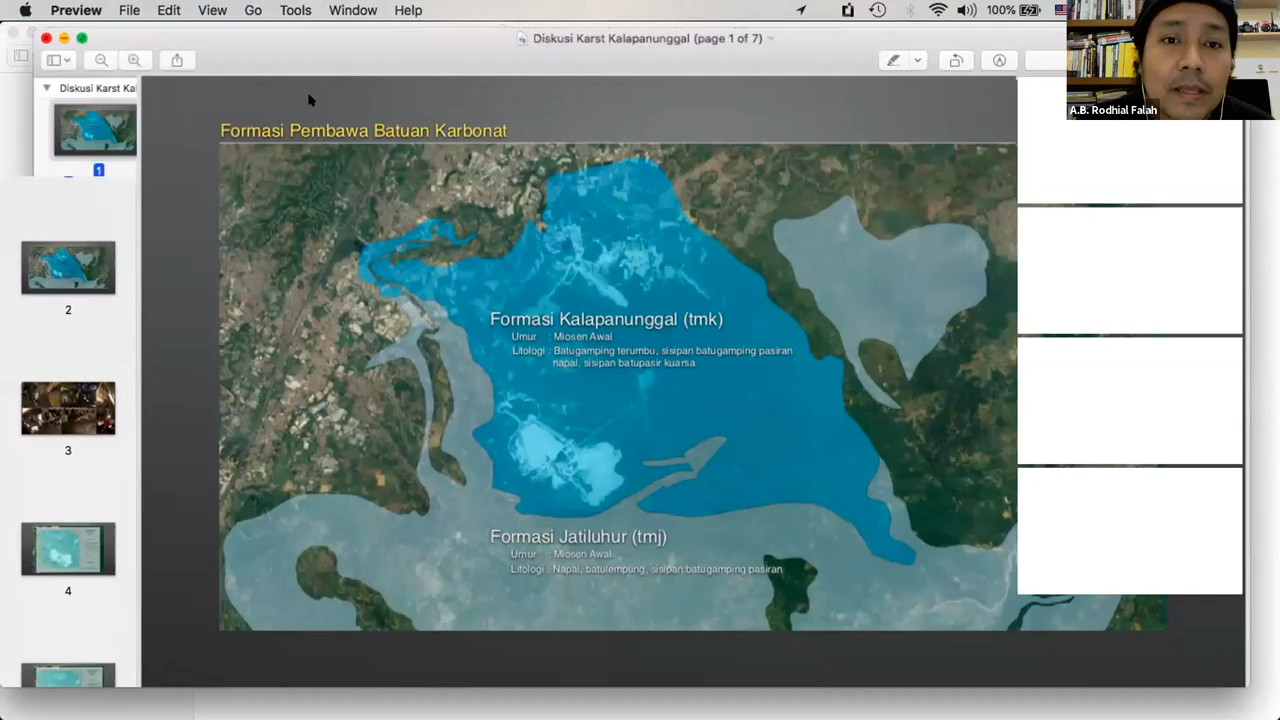 Preview File Edit View Go Tools Window Help 100%
Diskusi Karst Kalapanunggal (page 1 of 7)
Diskusi Karst Kal
A.B. Rodhial Falah
1
2
3
4
Formasi Pembawa Batuan Karbonat
Formasi Kalapanunggal (tmk)
Umur : Miosen Awal
Litologi : Batugamping terumbu, sisipan batugamping pasiran
napal, sisipan batupasir kuarsa
Formasi Jatiluhur (tmj)
Umur : Miosen Awal
Litologi : Napal, batulempung, sisipan batugamping pasiran